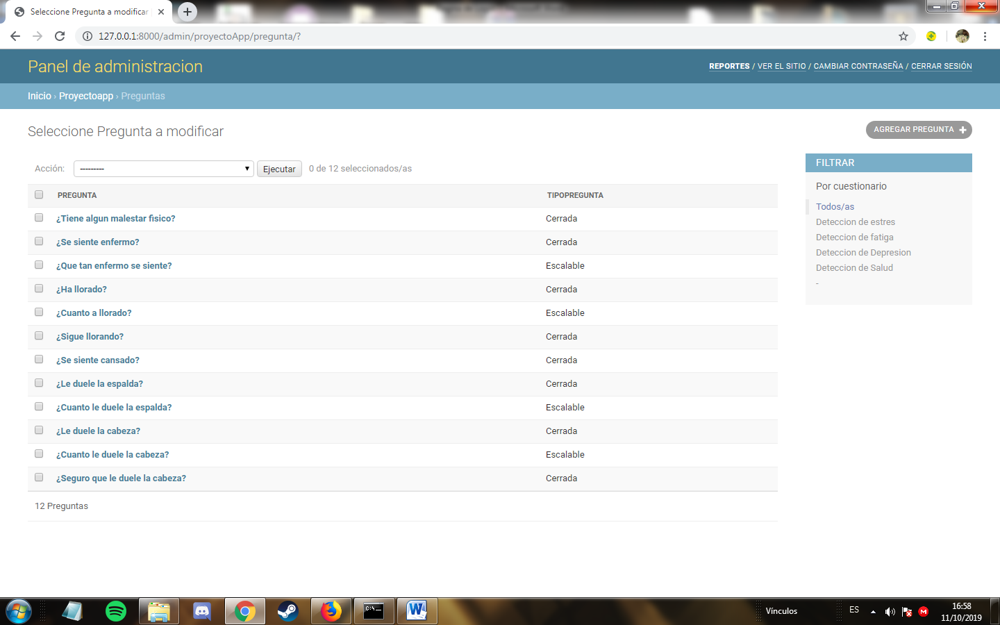 Seleccione Pregunta a modificar
127.0.0.1:8000/admin/proyectoApp/pregunta/?
Panel de administracion
REPORTES / VER EL SITIO / CAMBIAR CONTRASEÑA / CERRAR SESIÓN
Inicio › Proyectoapp › Preguntas
Seleccione Pregunta a modificar
AGREGAR PREGUNTA +
Acción: --------- Ejecutar 0 de 12 seleccionados/as
PREGUNTA TIPOPREGUNTA
¿Tiene algun malestar fisico? Cerrada
¿Se siente enfermo? Cerrada
¿Que tan enfermo se siente? Escalable
¿Ha llorado? Cerrada
¿Cuanto a llorado? Escalable
¿Sigue llorando? Cerrada
¿Se siente cansado? Cerrada
¿Le duele la espalda? Cerrada
¿Cuanto le duele la espalda? Escalable
¿Le duele la cabeza? Cerrada
¿Cuanto le duele la cabeza? Escalable
¿Seguro que le duele la cabeza? Cerrada
12 Preguntas
FILTRAR
Por cuestionario
Todos/as
Deteccion de estres
Deteccion de fatiga
Deteccion de Depresion
Deteccion de Salud
-
C:\_
W
Vínculos
ES
16:58
11/10/2019